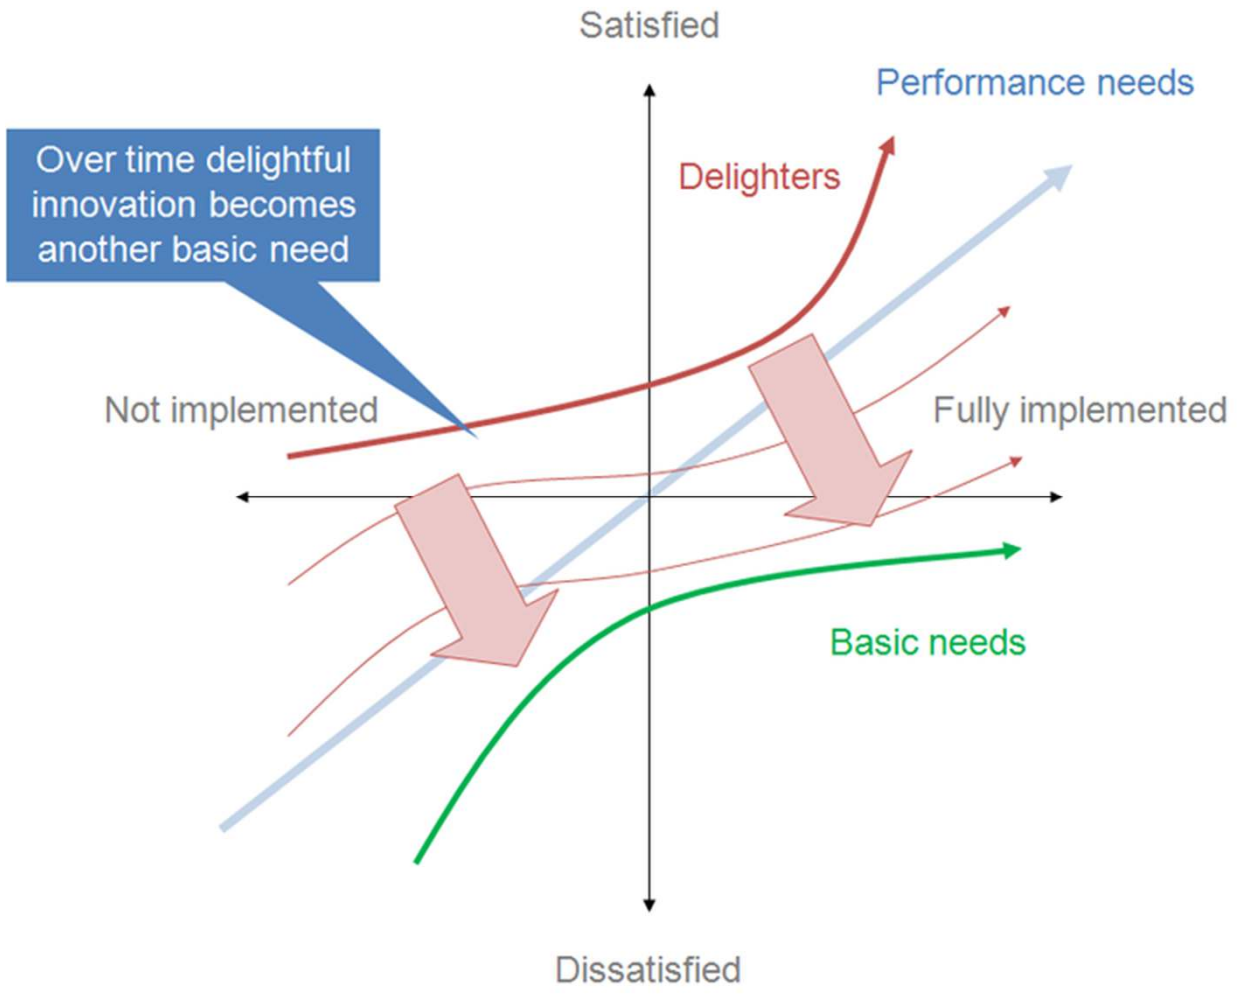 Satisfied
Performance needs
Over time delightful
innovation becomes
another basic need
Delighters
Not implemented
Fully implemented
Basic needs
Dissatisfied